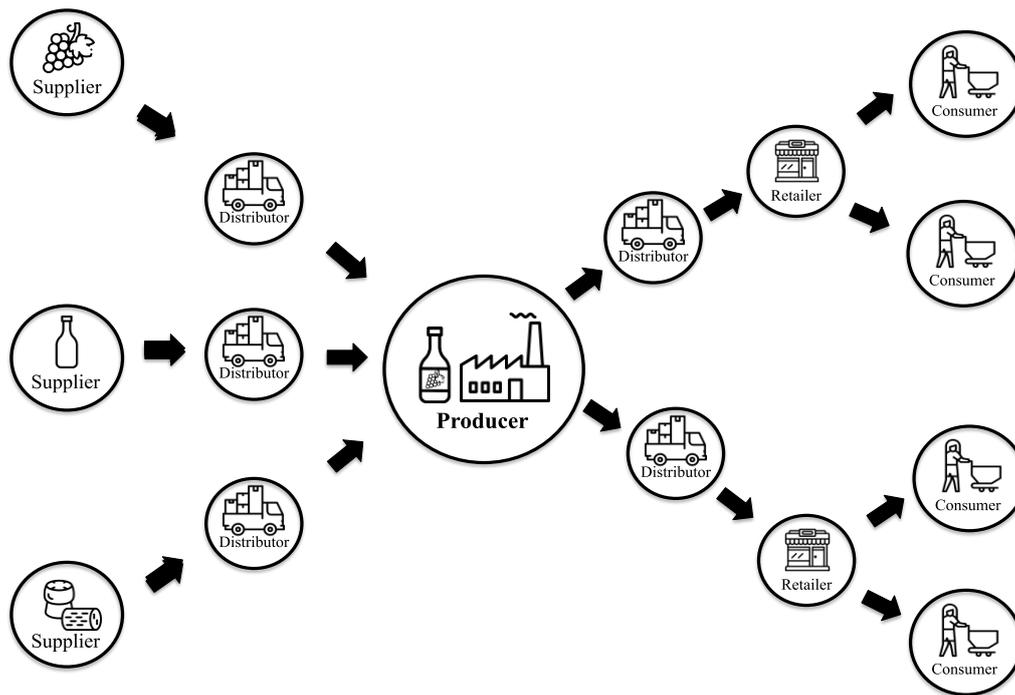 Supplier
Distributor
Supplier
Distributor
Supplier
Distributor
Producer
Distributor
Retailer
Consumer
Consumer
Distributor
Retailer
Consumer
Consumer